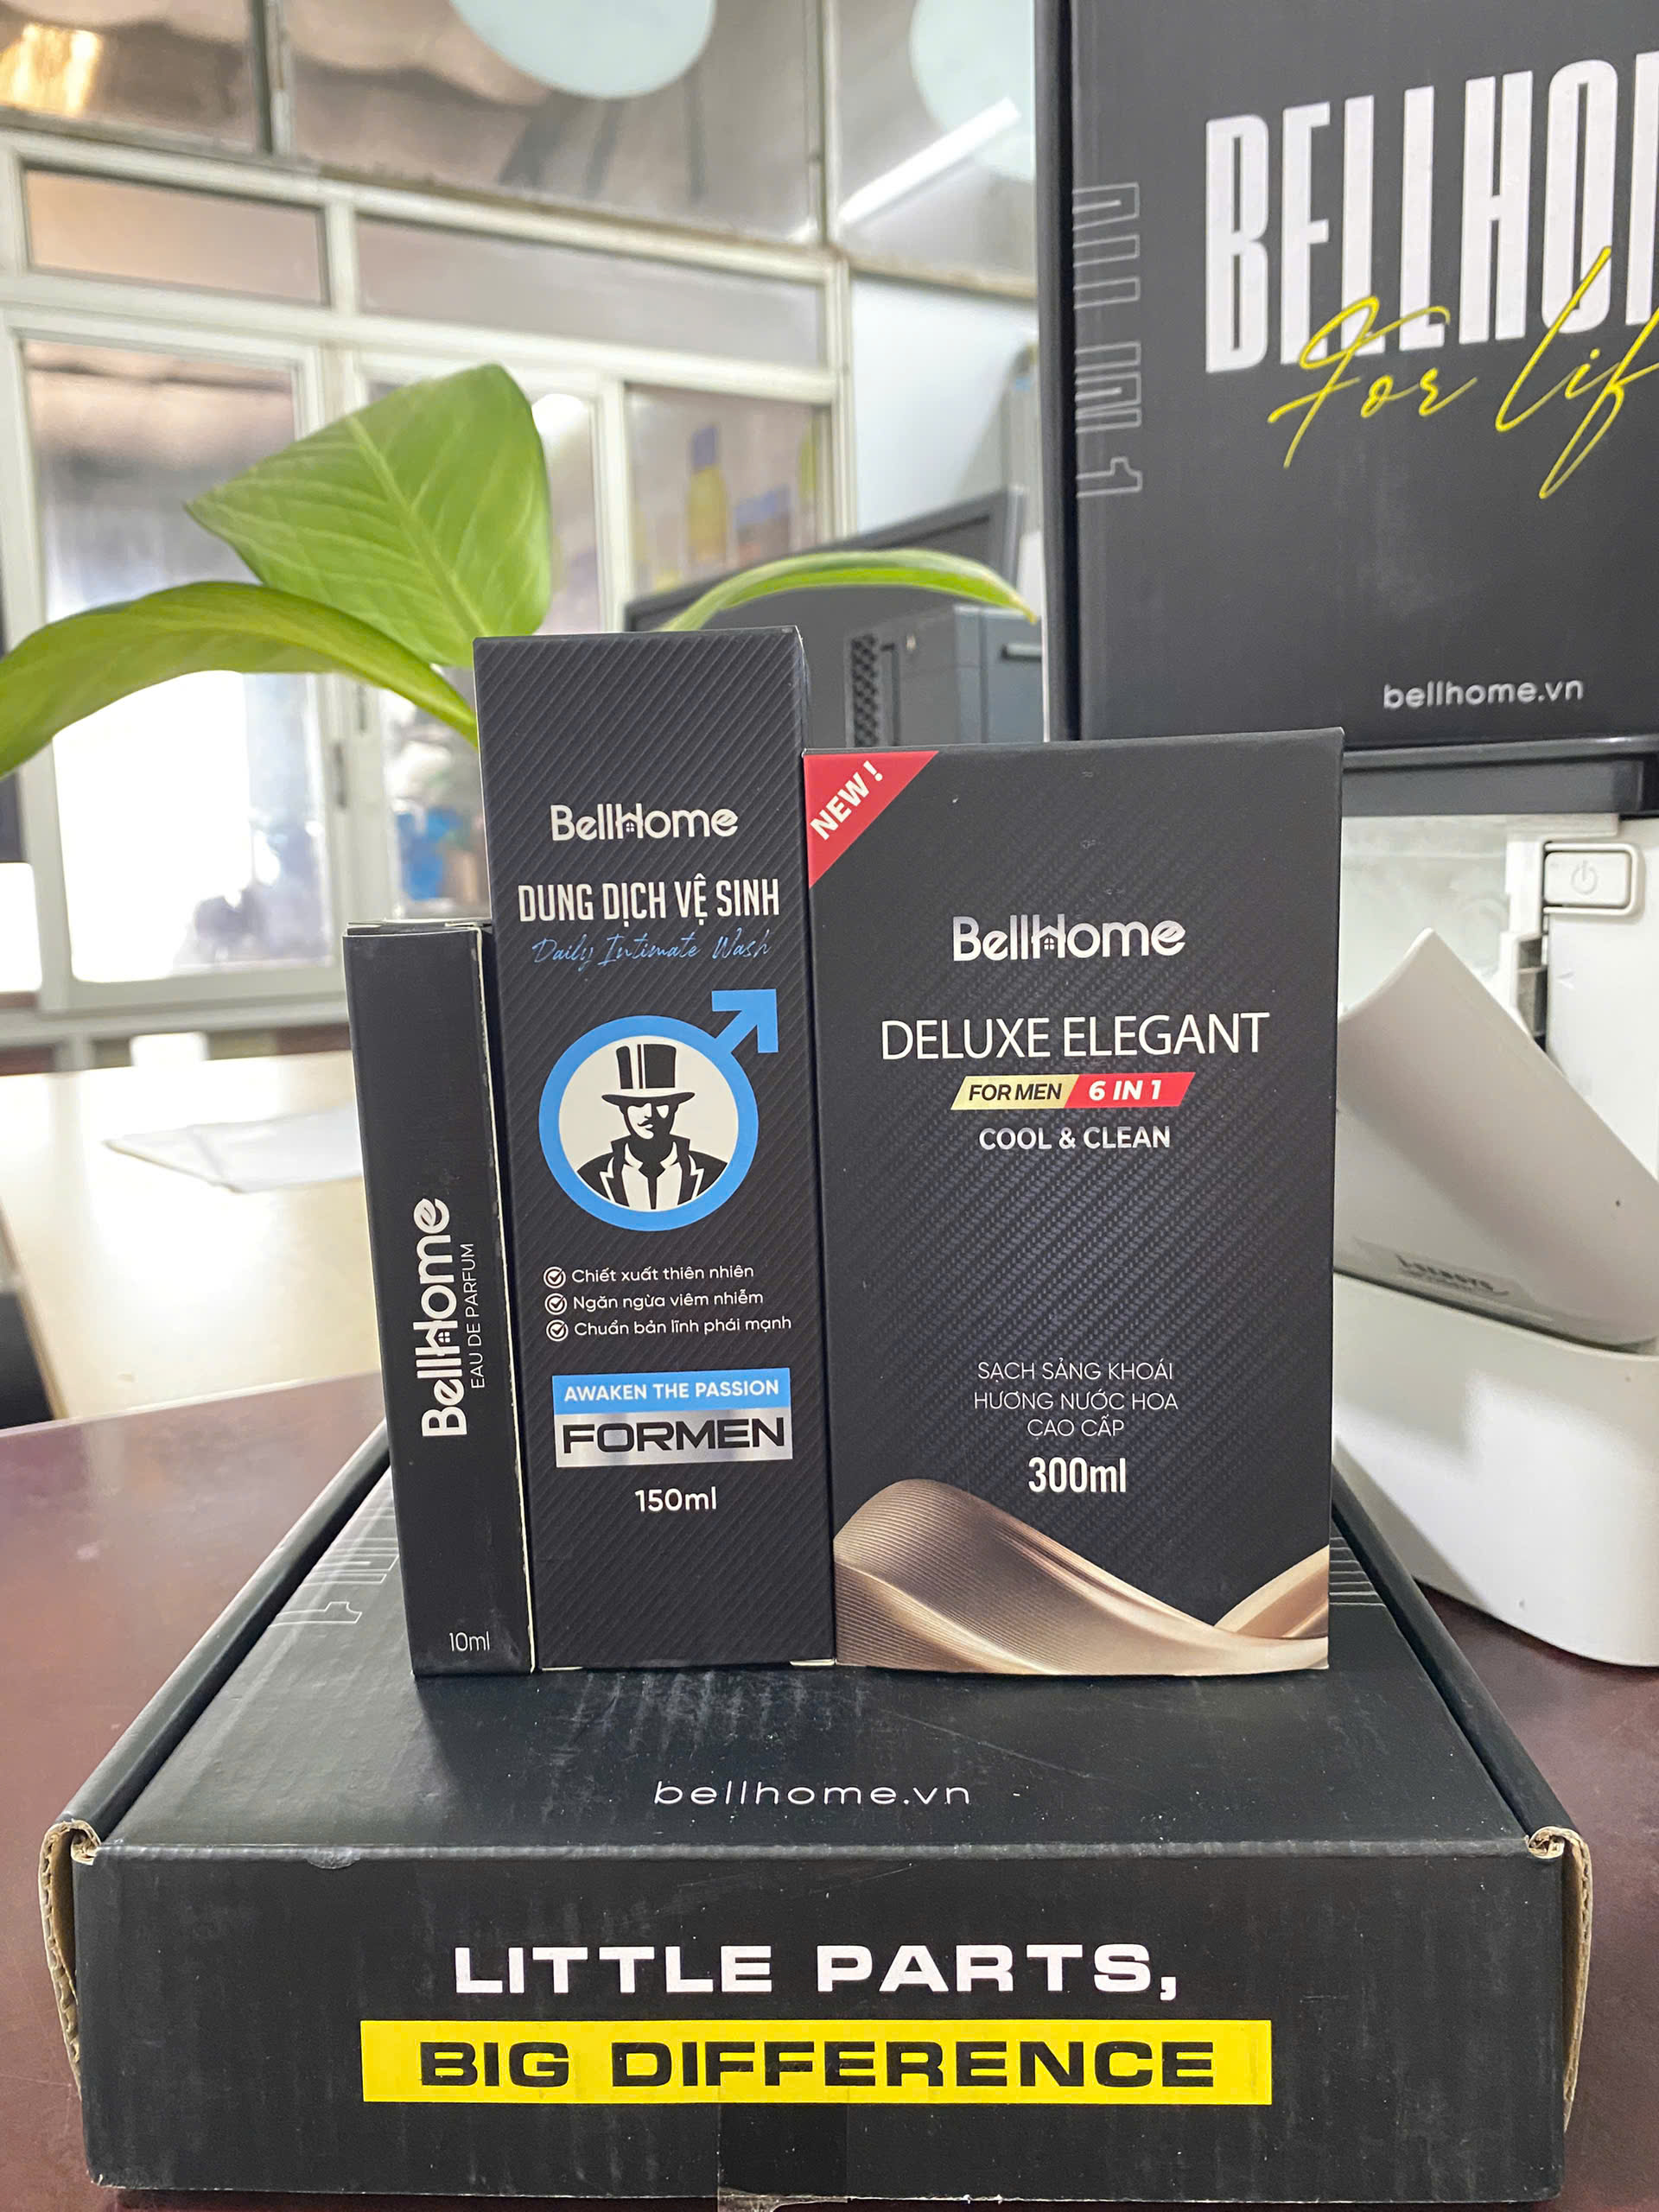 BELLHO
For lif
bellhome.vn
BellHome
EAU DE PARFUM
10ml
BellHome
DUNG DỊCH VỆ SINH
Daily Intimate Wash
Chiết xuất thiên nhiên
Ngăn ngừa viêm nhiễm
Chuẩn bản lĩnh phái mạnh
AWAKEN THE PASSION
FORMEN
150ml
NEW !
BellHome
DELUXE ELEGANT
FOR MEN 6 IN 1
COOL & CLEAN
SẠCH SẢNG KHOÁI
HƯƠNG NƯỚC HOA
CAO CẤP
300ml
bellhome.vn
LITTLE PARTS,
BIG DIFFERENCE